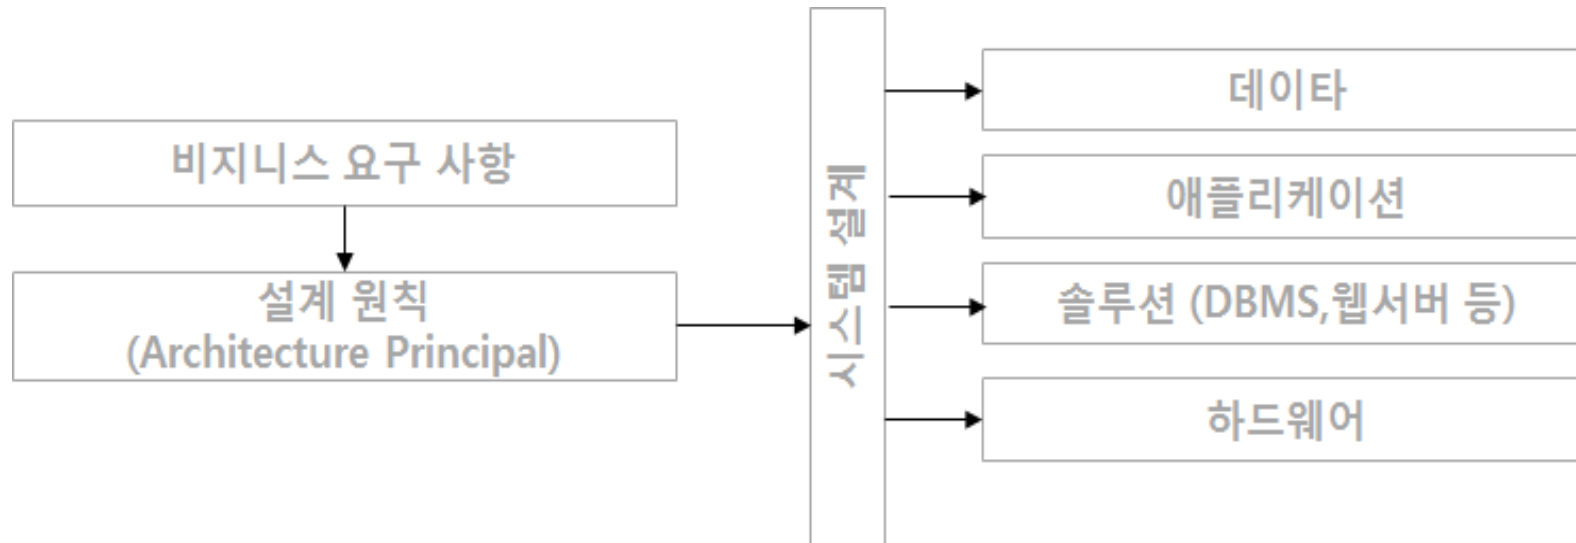 비지니스 요구 사항
설계 원칙
(Architecture Principal)
시스템 설계
데이타
애플리케이션
솔루션 (DBMS,웹서버 등)
하드웨어